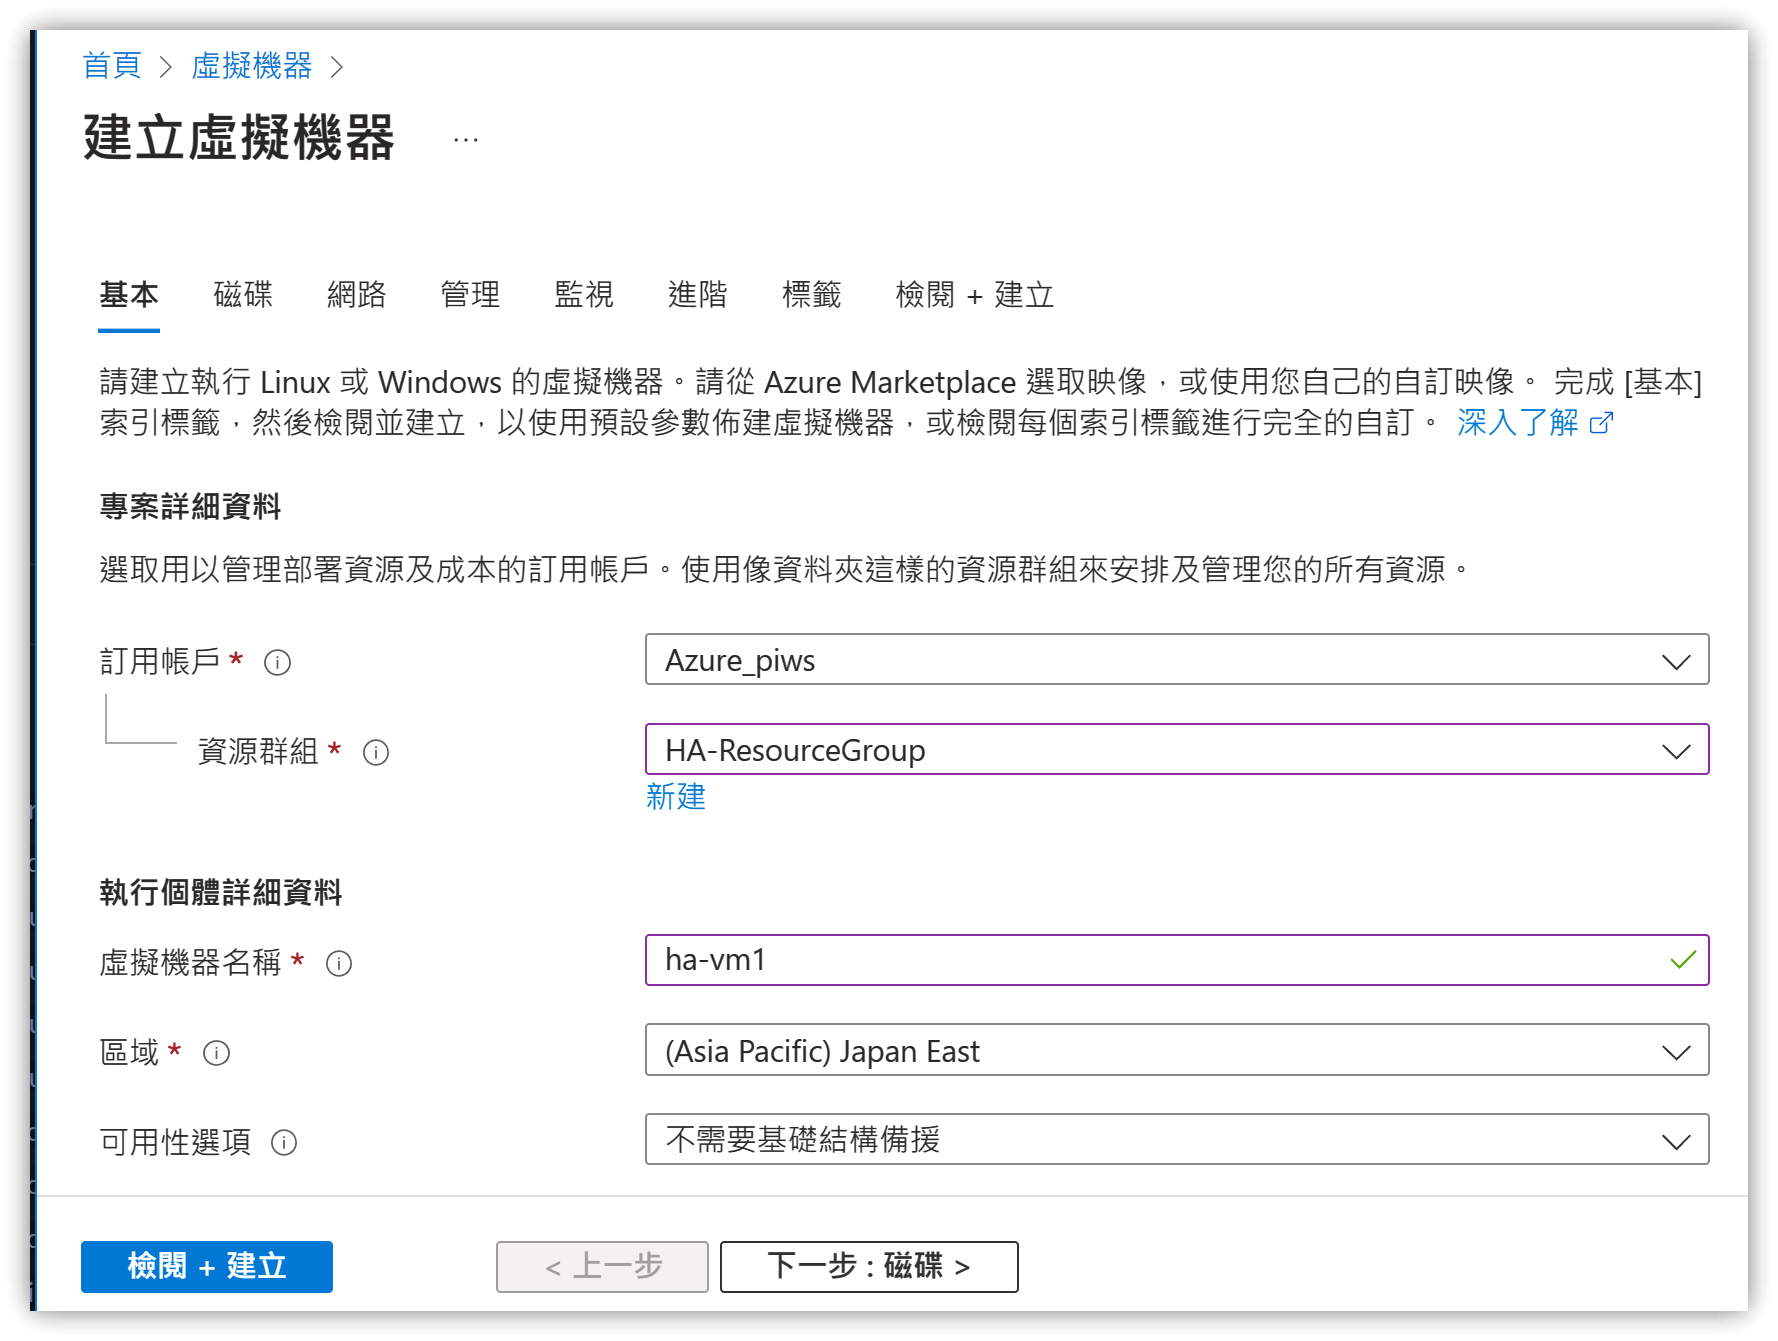 首頁 > 虛擬機器 >
建立虛擬機器 ...
基本 磁碟 網路 管理 監視 進階 標籤 檢閱 + 建立
請建立執行 Linux 或 Windows 的虛擬機器。請從 Azure Marketplace 選取映像，或使用您自己的自訂映像。 完成 [基本]
索引標籤，然後檢閱並建立，以使用預設參數佈建虛擬機器，或檢閱每個索引標籤進行完全的自訂。 深入了解
專案詳細資料
選取用以管理部署資源及成本的訂用帳戶。使用像資料夾這樣的資源群組來安排及管理您的所有資源。
訂用帳戶 * Azure_piws
資源群組 * HA-ResourceGroup
新建
執行個體詳細資料
虛擬機器名稱 * ha-vm1
區域 * (Asia Pacific) Japan East
可用性選項 不需要基礎結構備援
檢閱 + 建立 < 上一步 下一步 : 磁碟 >